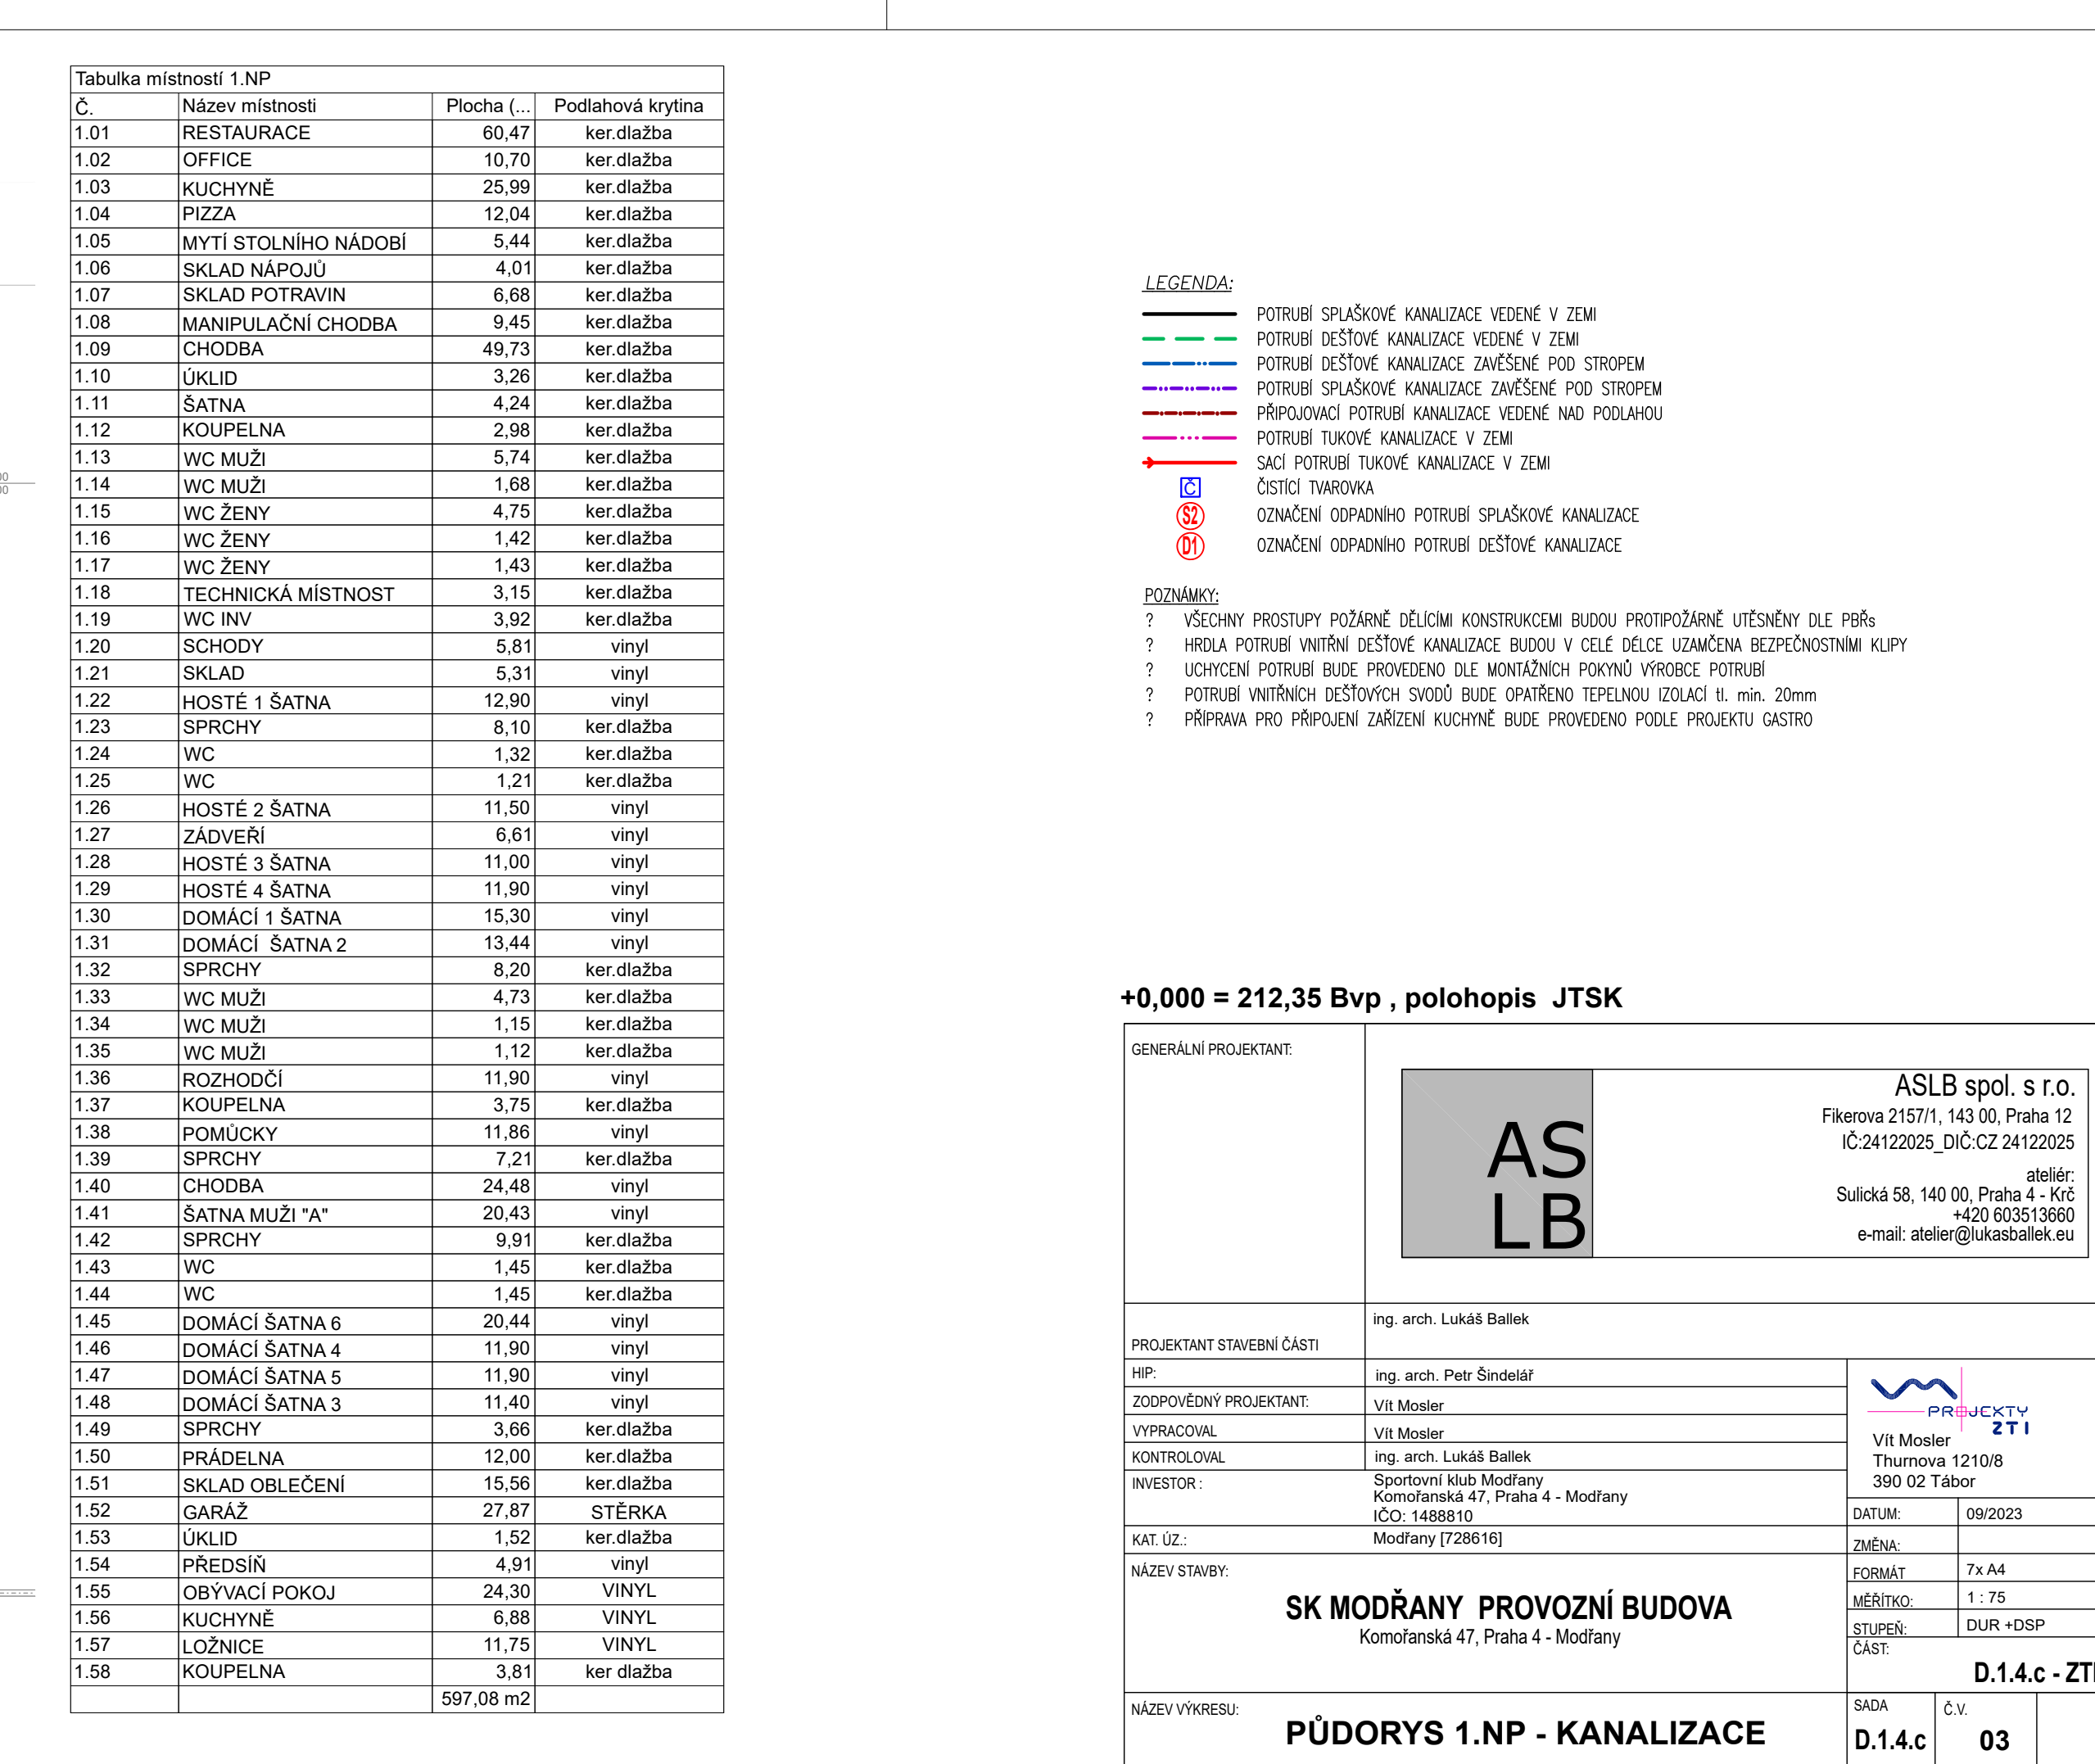 Tabulka místností 1.NP
Č. Název místnosti Plocha (... Podlahová krytina
1.01 RESTAURACE 60,47 ker.dlažba
1.02 OFFICE 10,70 ker.dlažba
1.03 KUCHYNĚ 25,99 ker.dlažba
1.04 PIZZA 12,04 ker.dlažba
1.05 MYTÍ STOLNÍHO NÁDOBÍ 5,44 ker.dlažba
1.06 SKLAD NÁPOJŮ 4,01 ker.dlažba
1.07 SKLAD POTRAVIN 6,68 ker.dlažba
1.08 MANIPULAČNÍ CHODBA 9,45 ker.dlažba
1.09 CHODBA 49,73 ker.dlažba
1.10 ÚKLID 3,26 ker.dlažba
1.11 ŠATNA 4,24 ker.dlažba
1.12 KOUPELNA 2,98 ker.dlažba
1.13 WC MUŽI 5,74 ker.dlažba
1.14 WC MUŽI 1,68 ker.dlažba
1.15 WC ŽENY 4,75 ker.dlažba
1.16 WC ŽENY 1,42 ker.dlažba
1.17 WC ŽENY 1,43 ker.dlažba
1.18 TECHNICKÁ MÍSTNOST 3,15 ker.dlažba
1.19 WC INV 3,92 ker.dlažba
1.20 SCHODY 5,81 vinyl
1.21 SKLAD 5,31 vinyl
1.22 HOSTÉ 1 ŠATNA 12,90 vinyl
1.23 SPRCHY 8,10 ker.dlažba
1.24 WC 1,32 ker.dlažba
1.25 WC 1,21 ker.dlažba
1.26 HOSTÉ 2 ŠATNA 11,50 vinyl
1.27 ZÁDVEŘÍ 6,61 vinyl
1.28 HOSTÉ 3 ŠATNA 11,00 vinyl
1.29 HOSTÉ 4 ŠATNA 11,90 vinyl
1.30 DOMÁCÍ 1 ŠATNA 15,30 vinyl
1.31 DOMÁCÍ ŠATNA 2 13,44 vinyl
1.32 SPRCHY 8,20 ker.dlažba
1.33 WC MUŽI 4,73 ker.dlažba
1.34 WC MUŽI 1,15 ker.dlažba
1.35 WC MUŽI 1,12 ker.dlažba
1.36 ROZHODČÍ 11,90 vinyl
1.37 KOUPELNA 3,75 ker.dlažba
1.38 POMŮCKY 11,86 vinyl
1.39 SPRCHY 7,21 ker.dlažba
1.40 CHODBA 24,48 vinyl
1.41 ŠATNA MUŽI "A" 20,43 vinyl
1.42 SPRCHY 9,91 ker.dlažba
1.43 WC 1,45 ker.dlažba
1.44 WC 1,45 ker.dlažba
1.45 DOMÁCÍ ŠATNA 6 20,44 vinyl
1.46 DOMÁCÍ ŠATNA 4 11,90 vinyl
1.47 DOMÁCÍ ŠATNA 5 11,90 vinyl
1.48 DOMÁCÍ ŠATNA 3 11,40 vinyl
1.49 SPRCHY 3,66 ker.dlažba
1.50 PRÁDELNA 12,00 ker.dlažba
1.51 SKLAD OBLEČENÍ 15,56 ker.dlažba
1.52 GARÁŽ 27,87 STĚRKA
1.53 ÚKLID 1,52 ker.dlažba
1.54 PŘEDSÍŇ 4,91 vinyl
1.55 OBÝVACÍ POKOJ 24,30 VINYL
1.56 KUCHYNĚ 6,88 VINYL
1.57 LOŽNICE 11,75 VINYL
1.58 KOUPELNA 3,81 ker dlažba
597,08 m2
LEGENDA:
POTRUBÍ SPLAŠKOVÉ KANALIZACE VEDENÉ V ZEMI
POTRUBÍ DEŠŤOVÉ KANALIZACE VEDENÉ V ZEMI
POTRUBÍ DEŠŤOVÉ KANALIZACE ZAVĚŠENÉ POD STROPEM
POTRUBÍ SPLAŠKOVÉ KANALIZACE ZAVĚŠENÉ POD STROPEM
PŘIPOJOVACÍ POTRUBÍ KANALIZACE VEDENÉ NAD PODLAHOU
POTRUBÍ TUKOVÉ KANALIZACE V ZEMI
SACÍ POTRUBÍ TUKOVÉ KANALIZACE V ZEMI
Č ČISTÍCÍ TVAROVKA
S2 OZNAČENÍ ODPADNÍHO POTRUBÍ SPLAŠKOVÉ KANALIZACE
D1 OZNAČENÍ ODPADNÍHO POTRUBÍ DEŠŤOVÉ KANALIZACE
POZNÁMKY:
? VŠECHNY PROSTUPY POŽÁRNĚ DĚLÍCÍMI KONSTRUKCEMI BUDOU PROTIPOŽÁRNĚ UTĚSNĚNY DLE PBŘs
? HRDLA POTRUBÍ VNITŘNÍ DEŠŤOVÉ KANALIZACE BUDOU V CELÉ DÉLCE UZAMČENA BEZPEČNOSTNÍMI KLIPY
? UCHYCENÍ POTRUBÍ BUDE PROVEDENO DLE MONTÁŽNÍCH POKYNŮ VÝROBCE POTRUBÍ
? POTRUBÍ VNITŘNÍCH DEŠŤOVÝCH SVODŮ BUDE OPATŘENO TEPELNOU IZOLACÍ tl. min. 20mm
? PŘÍPRAVA PRO PŘIPOJENÍ ZAŘÍZENÍ KUCHYNĚ BUDE PROVEDENO PODLE PROJEKTU GASTRO
+0,000 = 212,35 Bvp , polohopis JTSK
GENERÁLNÍ PROJEKTANT:
AS
LB
ASLB spol. s r.o.
Fikerova 2157/1, 143 00, Praha 12
IČ:24122025_DIČ:CZ 24122025
ateliér:
Sulická 58, 140 00, Praha 4 - Krč
+420 603513660
e-mail: atelier@lukasballek.eu
PROJEKTANT STAVEBNÍ ČÁSTI ing. arch. Lukáš Ballek
HIP: ing. arch. Petr Šindelář
ZODPOVĚDNÝ PROJEKTANT: Vít Mosler
VYPRACOVAL Vít Mosler
KONTROLOVAL ing. arch. Lukáš Ballek
INVESTOR : Sportovní klub Modřany
Komořanská 47, Praha 4 - Modřany
IČO: 1488810
KAT. ÚZ.: Modřany [728616]
PROJEKTY
ZTI
Vít Mosler
Thurnova 1210/8
390 02 Tábor
DATUM: 09/2023
ZMĚNA:
FORMÁT 7x A4
MĚŘÍTKO: 1 : 75
STUPEŇ: DUR +DSP
ČÁST:
D.1.4.c - ZTI
NÁZEV STAVBY:
SK MODŘANY PROVOZNÍ BUDOVA
Komořanská 47, Praha 4 - Modřany
NÁZEV VÝKRESU:
PŮDORYS 1.NP - KANALIZACE
SADA Č.V.
D.1.4.c 03